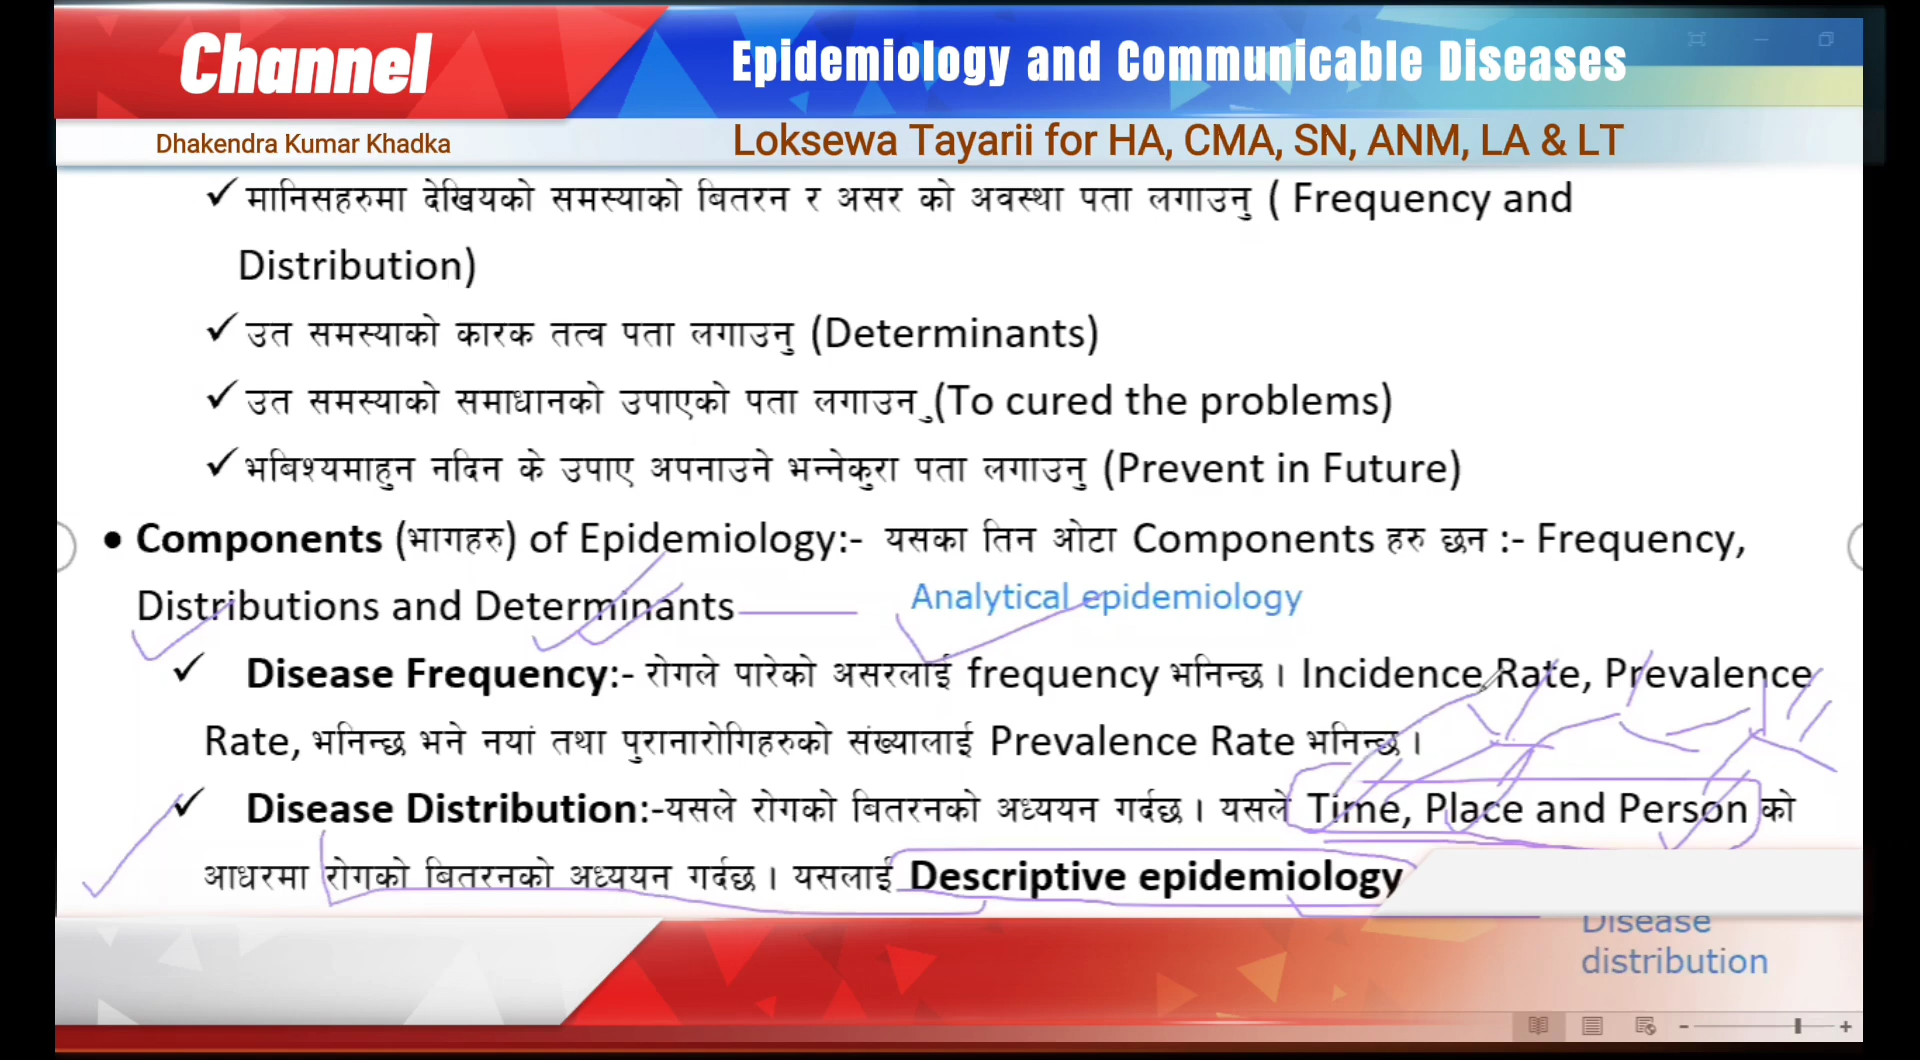 Channel
Epidemiology and Communicable Diseases
Dhakendra Kumar Khadka
Loksewa Tayarii for HA, CMA, SN, ANM, LA & LT
✓ मानिसहरुमा देखियको समस्याको बितरन र असर को अवस्था पता लगाउनु ( Frequency and
Distribution)
✓ उत समस्याको कारक तत्व पता लगाउनु (Determinants)
✓ उत समस्याको समाधानको उपाएको पता लगाउनु (To cured the problems)
✓ भबिश्यमाहुन नदिन के उपाए अपनाउने भन्नेकुरा पता लगाउनु (Prevent in Future)
• Components (भागहरु) of Epidemiology:- यसका तिन ओटा Components हरु छन :- Frequency,
Distributions and Determinants
Analytical epidemiology
✓ Disease Frequency:- रोगले पारेको असरलाई frequency भनिन्छ। Incidence Rate, Prevalence
Rate, भनिन्छ भने नयां तथा पुरानारोगिहरुको संख्यालाई Prevalence Rate भनिन्छ।
✓ Disease Distribution:-यसले रोगको बितरनको अध्ययन गर्दछ। यसले Time, Place and Person को
आधरमा रोगको बितरनको अध्ययन गर्दछ। यसलाई Descriptive epidemiology
Disease
distribution